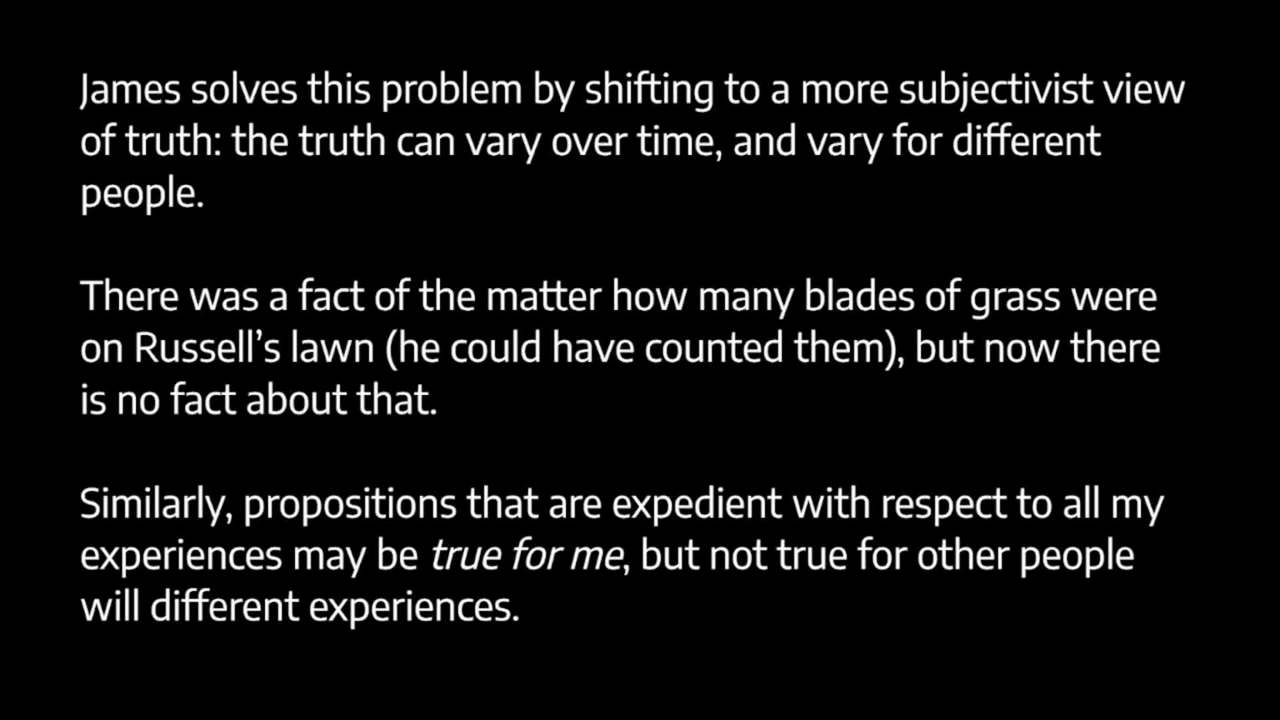 James solves this problem by shifting to a more subjectivist view
of truth: the truth can vary over time, and vary for different
people.
There was a fact of the matter how many blades of grass were
on Russell’s lawn (he could have counted them), but now there
is no fact about that.
Similarly, propositions that are expedient with respect to all my
experiences may be true for me, but not true for other people
will different experiences.